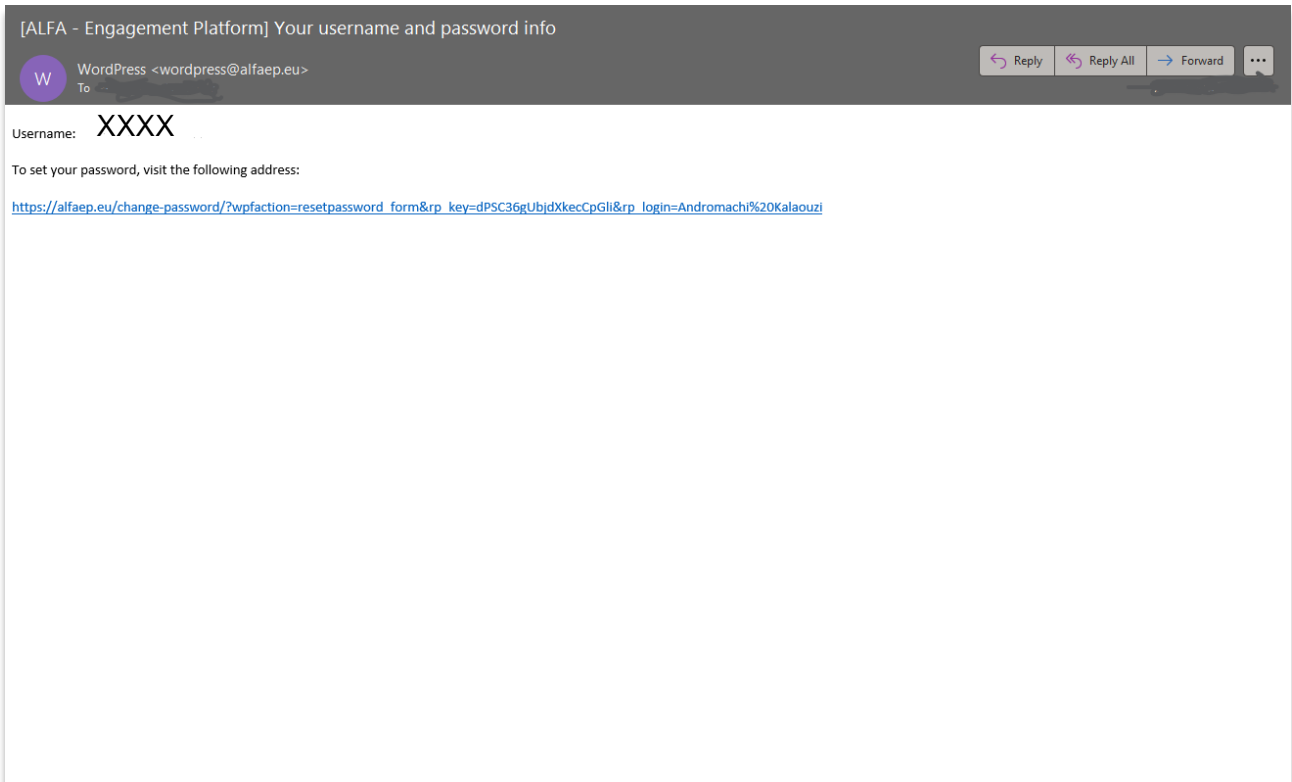 [ALFA - Engagement Platform] Your username and password info
W
WordPress <wordpress@alfaep.eu>
To
Reply
Reply All
Forward
Username: XXXX
To set your password, visit the following address:
https://alfaep.eu/change-password/?wpfaction=resetpassword_form&rp_key=dPSC36gUbjdXkecCpGli&rp_login=Andromachi%20Kalaouzi